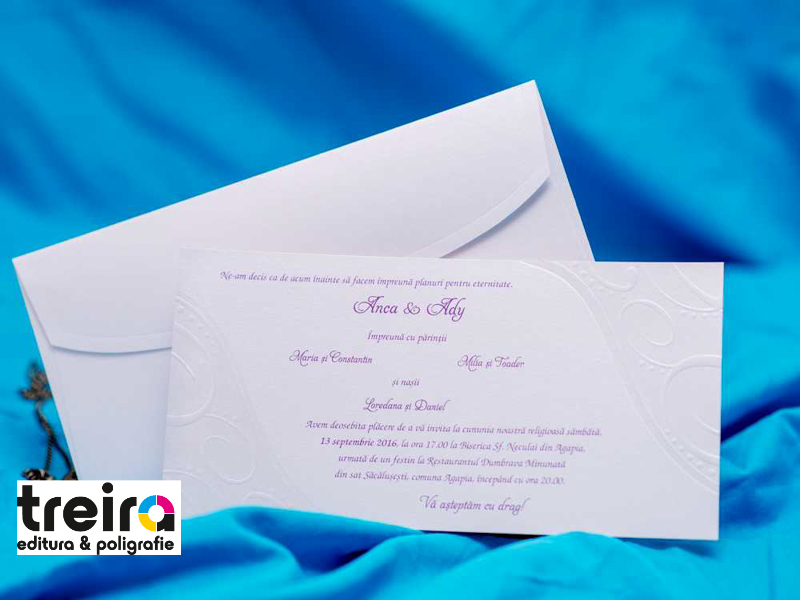 Ne-am decis ca de acum înainte să facem împreună planuri pentru eternitate.
Anca & Ady
Împreună cu părinții
Maria și Constantin
Milia și Toader
și nașii
Loredana și Daniel
Avem deosebita plăcere de a vă invita la cununia noastră religioasă sâmbătă,
13 septembrie 2016, la ora 17.00 la Biserica Sf. Neculai din Agapia,
urmată de un festin la Restaurantul Dumbrava Minunată
din sat Săcălușești, comuna Agapia, începând cu ora 20.00.
Vă așteptăm cu drag!
treira
editura & poligrafie